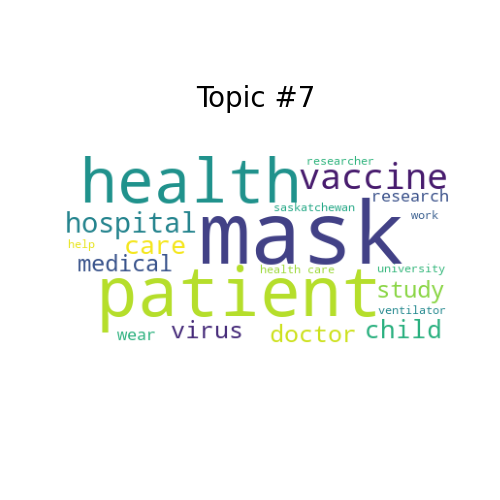 Topic #7
researcher
health vaccine
research
saskatchewan
hospital mask work
help care
medical health care university
patient study
ventilator
wear virus doctor child